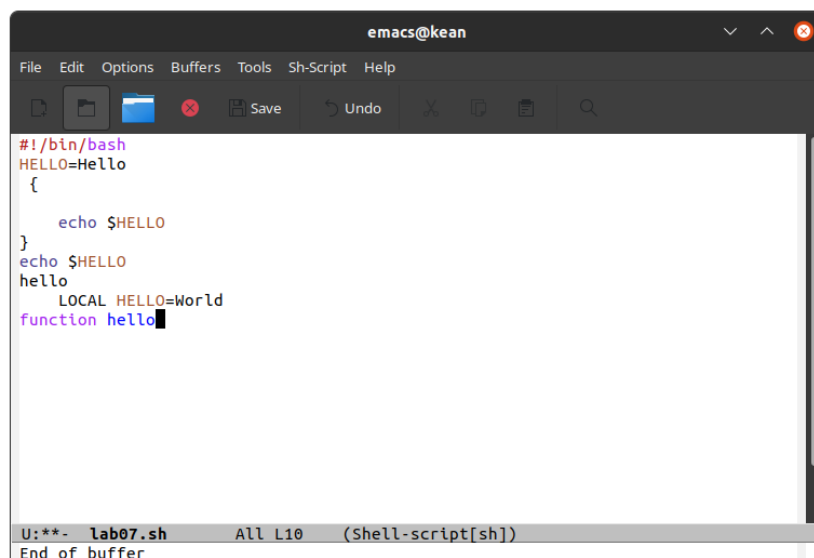 emacs@kean
File Edit Options Buffers Tools Sh-Script Help
Save Undo
#!/bin/bash
HELLO=Hello
{
echo $HELLO
}
echo $HELLO
hello
LOCAL HELLO=World
function hello
U:**- lab07.sh All L10 (Shell-script[sh])
End of buffer